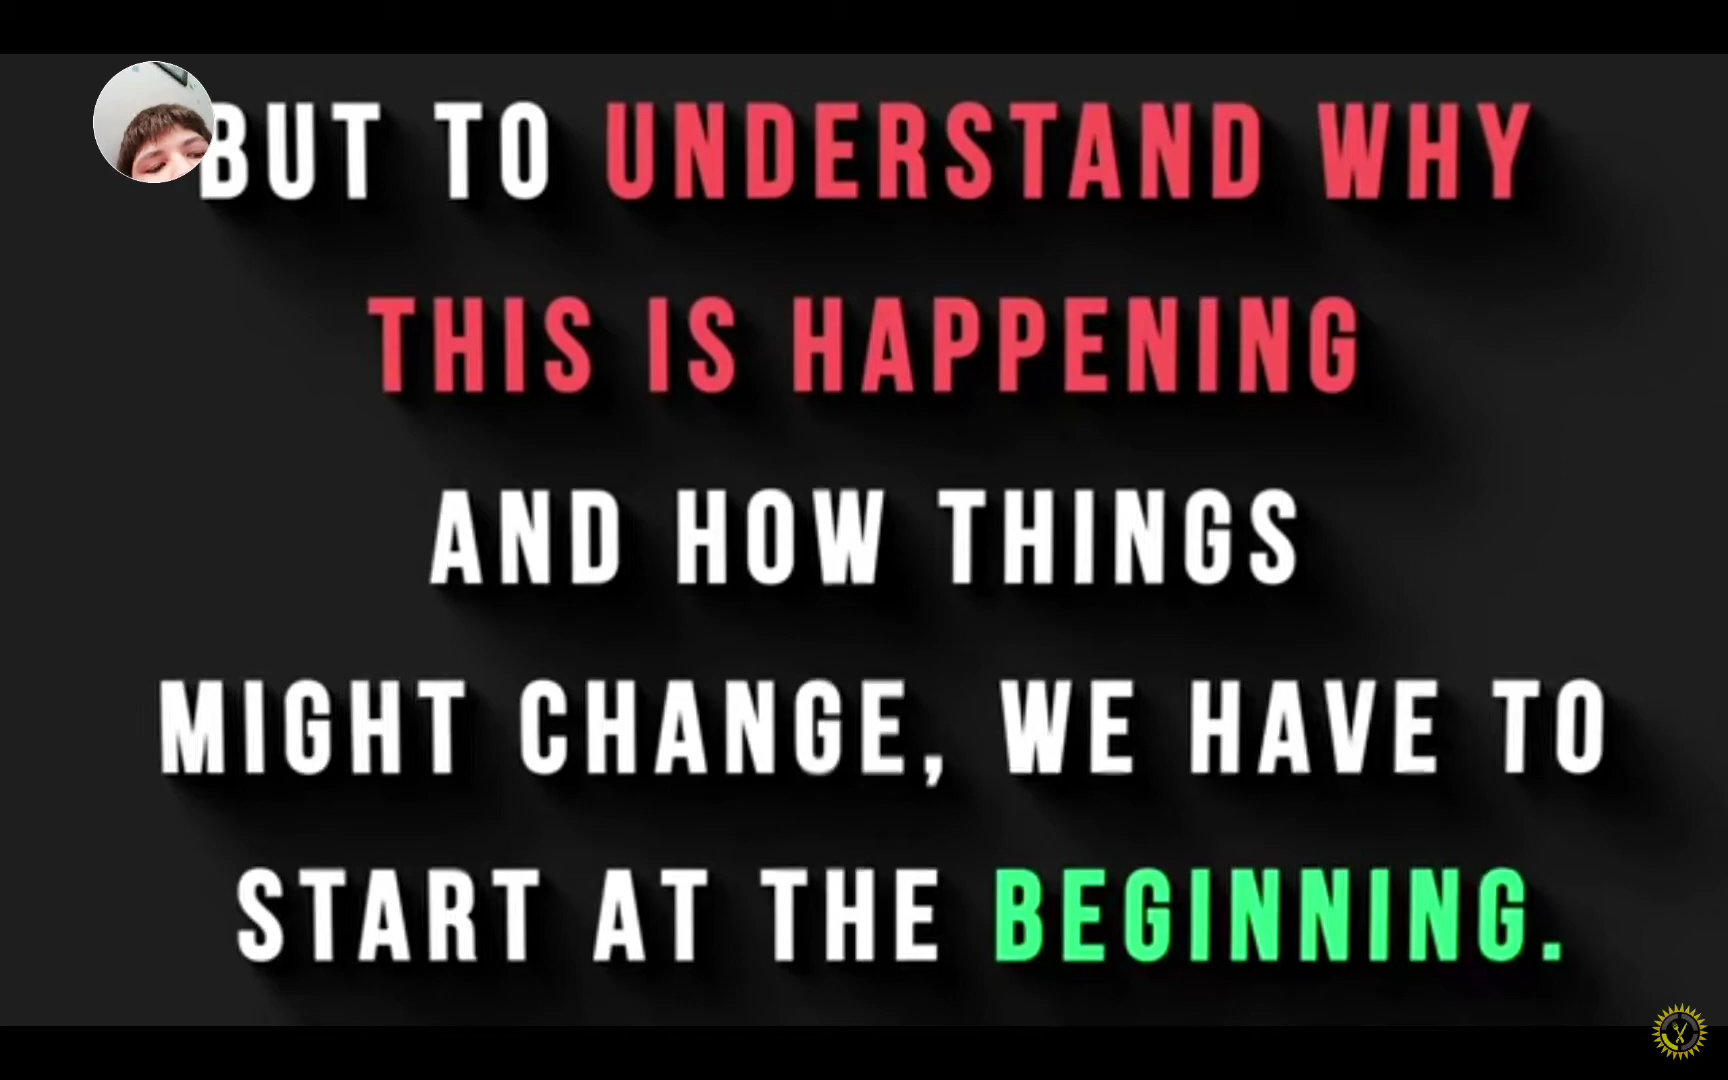 BUT TO UNDERSTAND WHY
THIS IS HAPPENING
AND HOW THINGS
MIGHT CHANGE, WE HAVE TO
START AT THE BEGINNING.